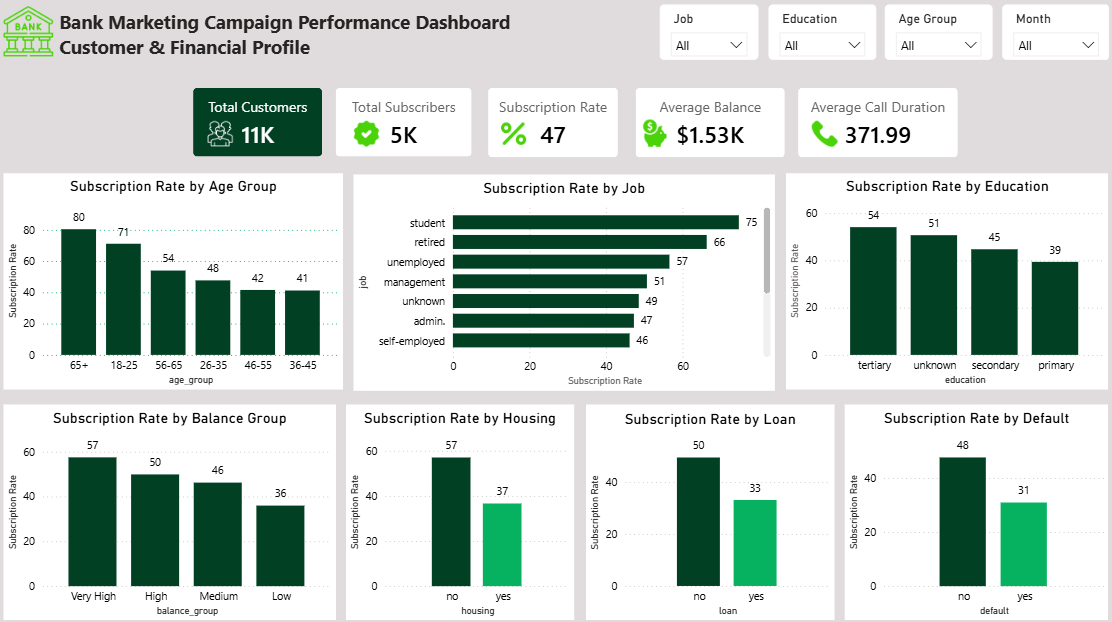 BANK
Bank Marketing Campaign Performance Dashboard
Customer & Financial Profile
Job
All
Education
All
Age Group
All
Month
All
Total Customers
11K
Total Subscribers
5K
Subscription Rate
47
Average Balance
$1.53K
Average Call Duration
371.99
Subscription Rate by Age Group
Subscription Rate
80
60
40
20
0
80
71
54
48
42
41
65+ 18-25 56-65 26-35 46-55 36-45
age_group
Subscription Rate by Job
job
student 75
retired 66
unemployed 57
management 51
unknown 49
admin. 47
self-employed 46
0 20 40 60
Subscription Rate
Subscription Rate by Education
Subscription Rate
60
40
20
0
54
51
45
39
tertiary unknown secondary primary
education
Subscription Rate by Balance Group
Subscription Rate
60
40
20
0
57
50
46
36
Very High High Medium Low
balance_group
Subscription Rate by Housing
Subscription Rate
60
40
20
0
57
37
no yes
housing
Subscription Rate by Loan
Subscription Rate
40
20
0
50
33
no yes
loan
Subscription Rate by Default
Subscription Rate
40
20
0
48
31
no yes
default